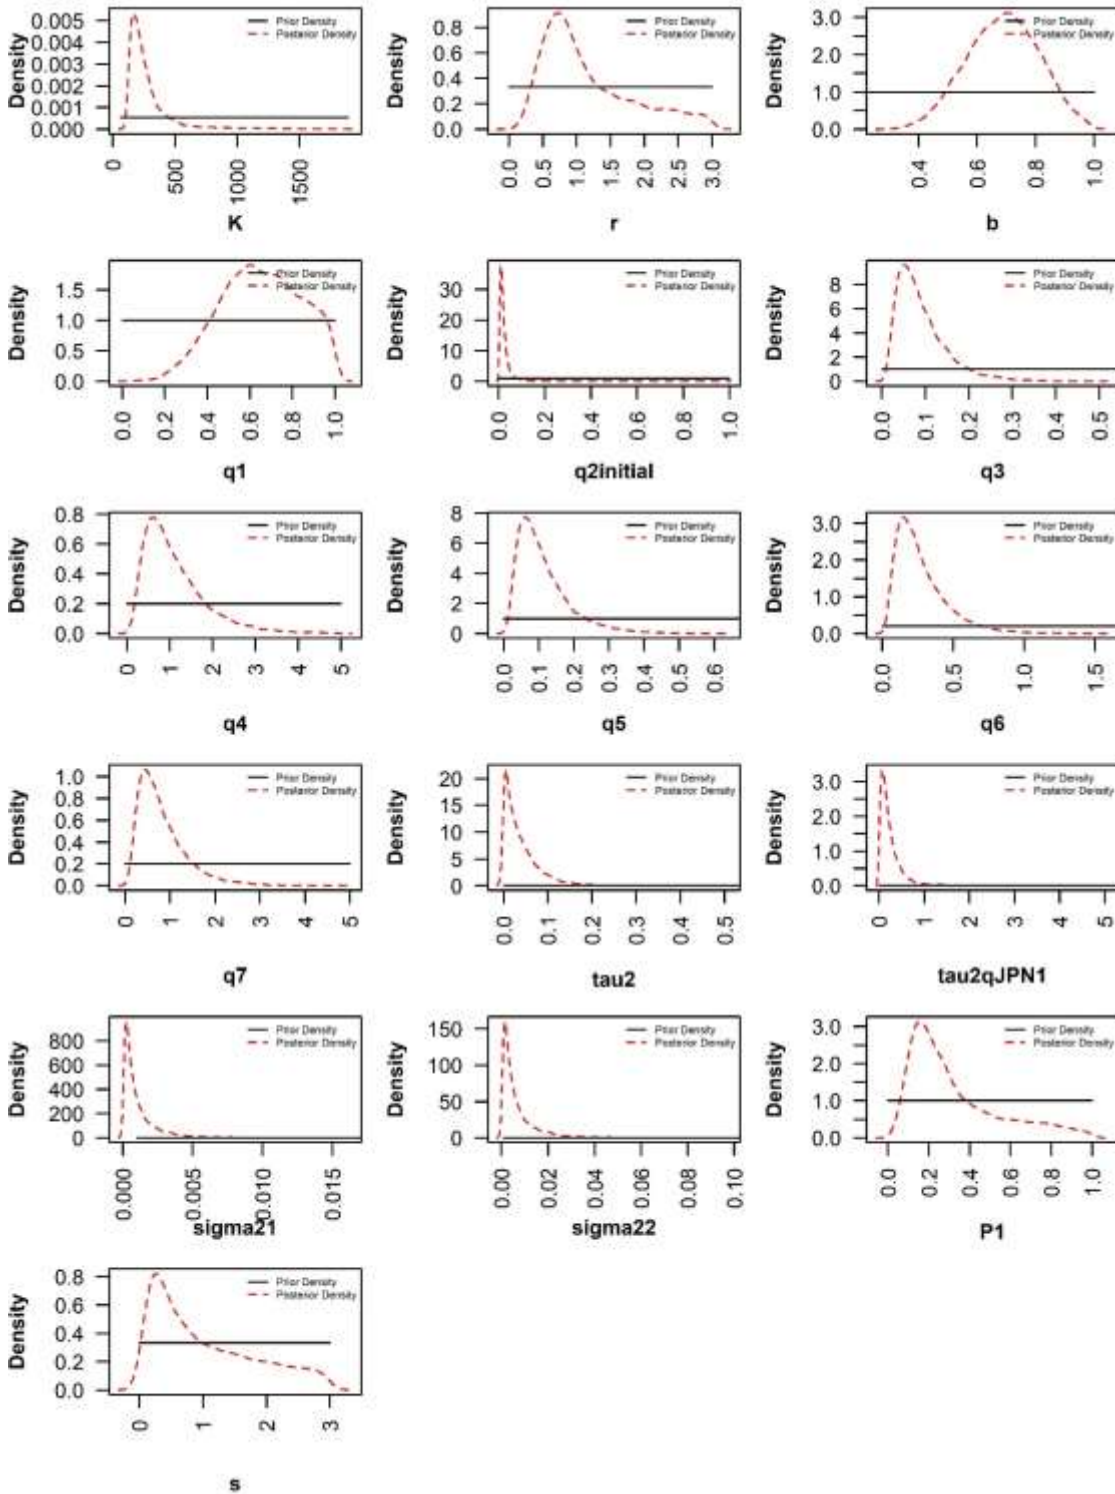 Density
0.005
0.004
0.003
0.002
0.001
0.000
Prior Density
Posterior Density
0
500
1000
1500
K
Density
0.8
0.6
0.4
0.2
0.0
Prior Density
Posterior Density
0.0
0.5
1.0
1.5
2.0
2.5
3.0
r
Density
3.0
2.0
1.0
0.0
Prior Density
Posterior Density
0.4
0.6
0.8
1.0
b
Density
1.5
1.0
0.5
0.0
Prior Density
Posterior Density
0.0
0.2
0.4
0.6
0.8
1.0
q1
Density
30
20
10
0
Prior Density
Posterior Density
0.0
0.2
0.4
0.6
0.8
1.0
q2initial
Density
8
6
4
2
0
Prior Density
Posterior Density
0.0
0.1
0.2
0.3
0.4
0.5
q3
Density
0.8
0.6
0.4
0.2
0.0
Prior Density
Posterior Density
0
1
2
3
4
5
q4
Density
8
6
4
2
0
Prior Density
Posterior Density
0.0
0.1
0.2
0.3
0.4
0.5
0.6
q5
Density
3.0
2.0
1.0
0.0
Prior Density
Posterior Density
0.0
0.5
1.0
1.5
q6
Density
1.0
0.8
0.6
0.4
0.2
0.0
Prior Density
Posterior Density
0
1
2
3
4
5
q7
Density
20
15
10
5
0
Prior Density
Posterior Density
0.0
0.1
0.2
0.3
0.4
0.5
tau2
Density
3.0
2.0
1.0
0.0
Prior Density
Posterior Density
0
1
2
3
4
5
tau2qJPN1
Density
800
600
400
200
0
Prior Density
Posterior Density
0.000
0.005
0.010
0.015
sigma21
Density
150
100
50
0
Prior Density
Posterior Density
0.00
0.02
0.04
0.06
0.08
0.10
sigma22
Density
3.0
2.0
1.0
0.0
Prior Density
Posterior Density
0.0
0.2
0.4
0.6
0.8
1.0
P1
Density
0.8
0.6
0.4
0.2
0.0
Prior Density
Posterior Density
0
1
2
3
s